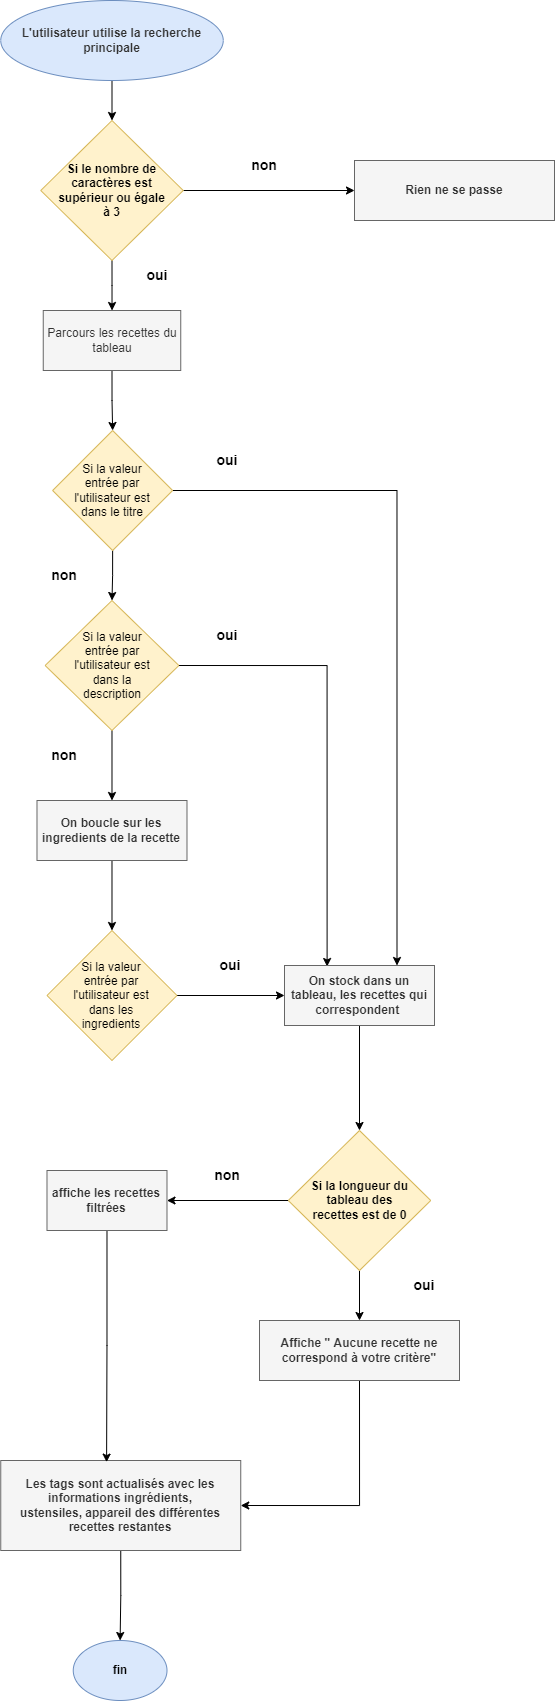 L'utilisateur utilise la recherche
principale
Si le nombre de
caractères est
supérieur ou égale
à 3
non
Rien ne se passe
oui
Parcours les recettes du
tableau
Si la valeur
entrée par
l'utilisateur est
dans le titre
oui
non
Si la valeur
entrée par
l'utilisateur est
dans la
description
oui
non
On boucle sur les
ingredients de la recette
Si la valeur
entrée par
l'utilisateur est
dans les
ingredients
oui
On stock dans un
tableau, les recettes qui
correspondent
Si la longueur du
tableau des
recettes est de 0
non
affiche les recettes
filtrées
oui
Affiche " Aucune recette ne
correspond à votre critère"
Les tags sont actualisés avec les
informations ingrédients,
ustensiles, appareil des différentes
recettes restantes
fin